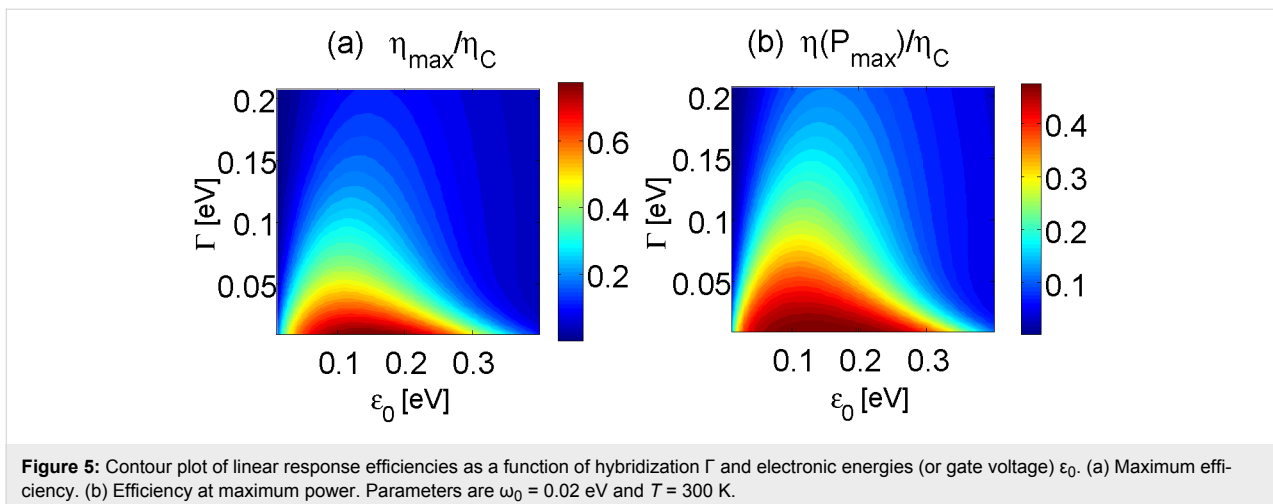 (a) η_max/η_C
0.2
0.15
0.1
0.05
Γ [eV]
0.1 0.2 0.3
ε_0 [eV]
0.6
0.4
0.2
(b) η(P_max)/η_C
0.2
0.15
0.1
0.05
Γ [eV]
0.1 0.2 0.3
ε_0 [eV]
0.4
0.3
0.2
0.1
Figure 5: Contour plot of linear response efficiencies as a function of hybridization Γ and electronic energies (or gate voltage) ε0. (a) Maximum effi-
ciency. (b) Efficiency at maximum power. Parameters are ω0 = 0.02 eV and T = 300 K.